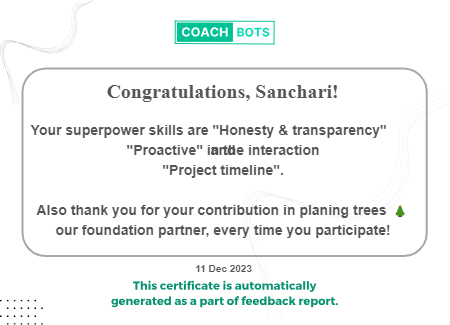 COACH BOTS
Congratulations, Sanchari!
Your superpower skills are "Honesty & transparency"
and
"Proactive" in the interaction
"Project timeline".
Also thank you for your contribution in planing trees 🌲
our foundation partner, every time you participate!
11 Dec 2023
This certificate is automatically
generated as a part of feedback report.